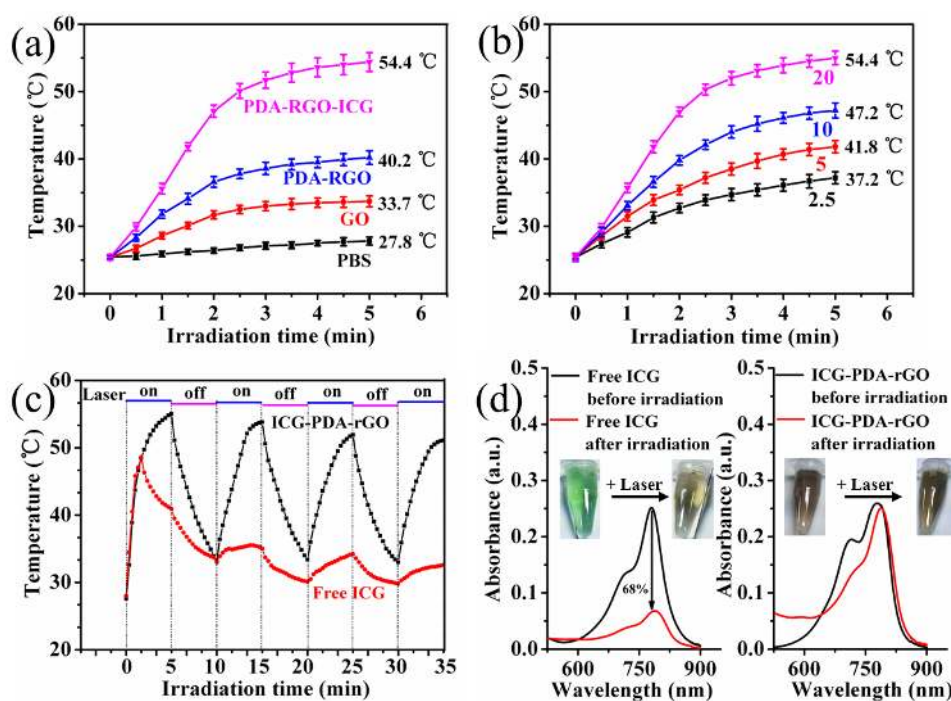 (a)
60
50
40
30
20
Temperature (℃)
54.4 ℃
PDA-RGO-ICG
40.2 ℃
PDA-RGO
33.7 ℃
GO
27.8 ℃
PBS
0 1 2 3 4 5 6
Irradiation time (min)
(b)
60
50
40
30
20
Temperature (℃)
54.4 ℃
20
47.2 ℃
10
41.8 ℃
5
37.2 ℃
2.5
0 1 2 3 4 5 6
Irradiation time (min)
(c)
60
50
40
30
20
Temperature (℃)
Laser on off on off on off on
ICG-PDA-rGO
Free ICG
0 5 10 15 20 25 30 35
Irradiation time (min)
(d)
0.5
0.4
0.3
0.2
0.1
0.0
Absorbance (a.u.)
Free ICG
before irradiation
Free ICG
after irradiation
+ Laser
68%
600 750 900
Wavelength (nm)
0.5
0.4
0.3
0.2
0.1
0.0
Absorbance (a.u.)
ICG-PDA-rGO
before irradiation
ICG-PDA-rGO
after irradiation
+ Laser
600 750 900
Wavelength (nm)